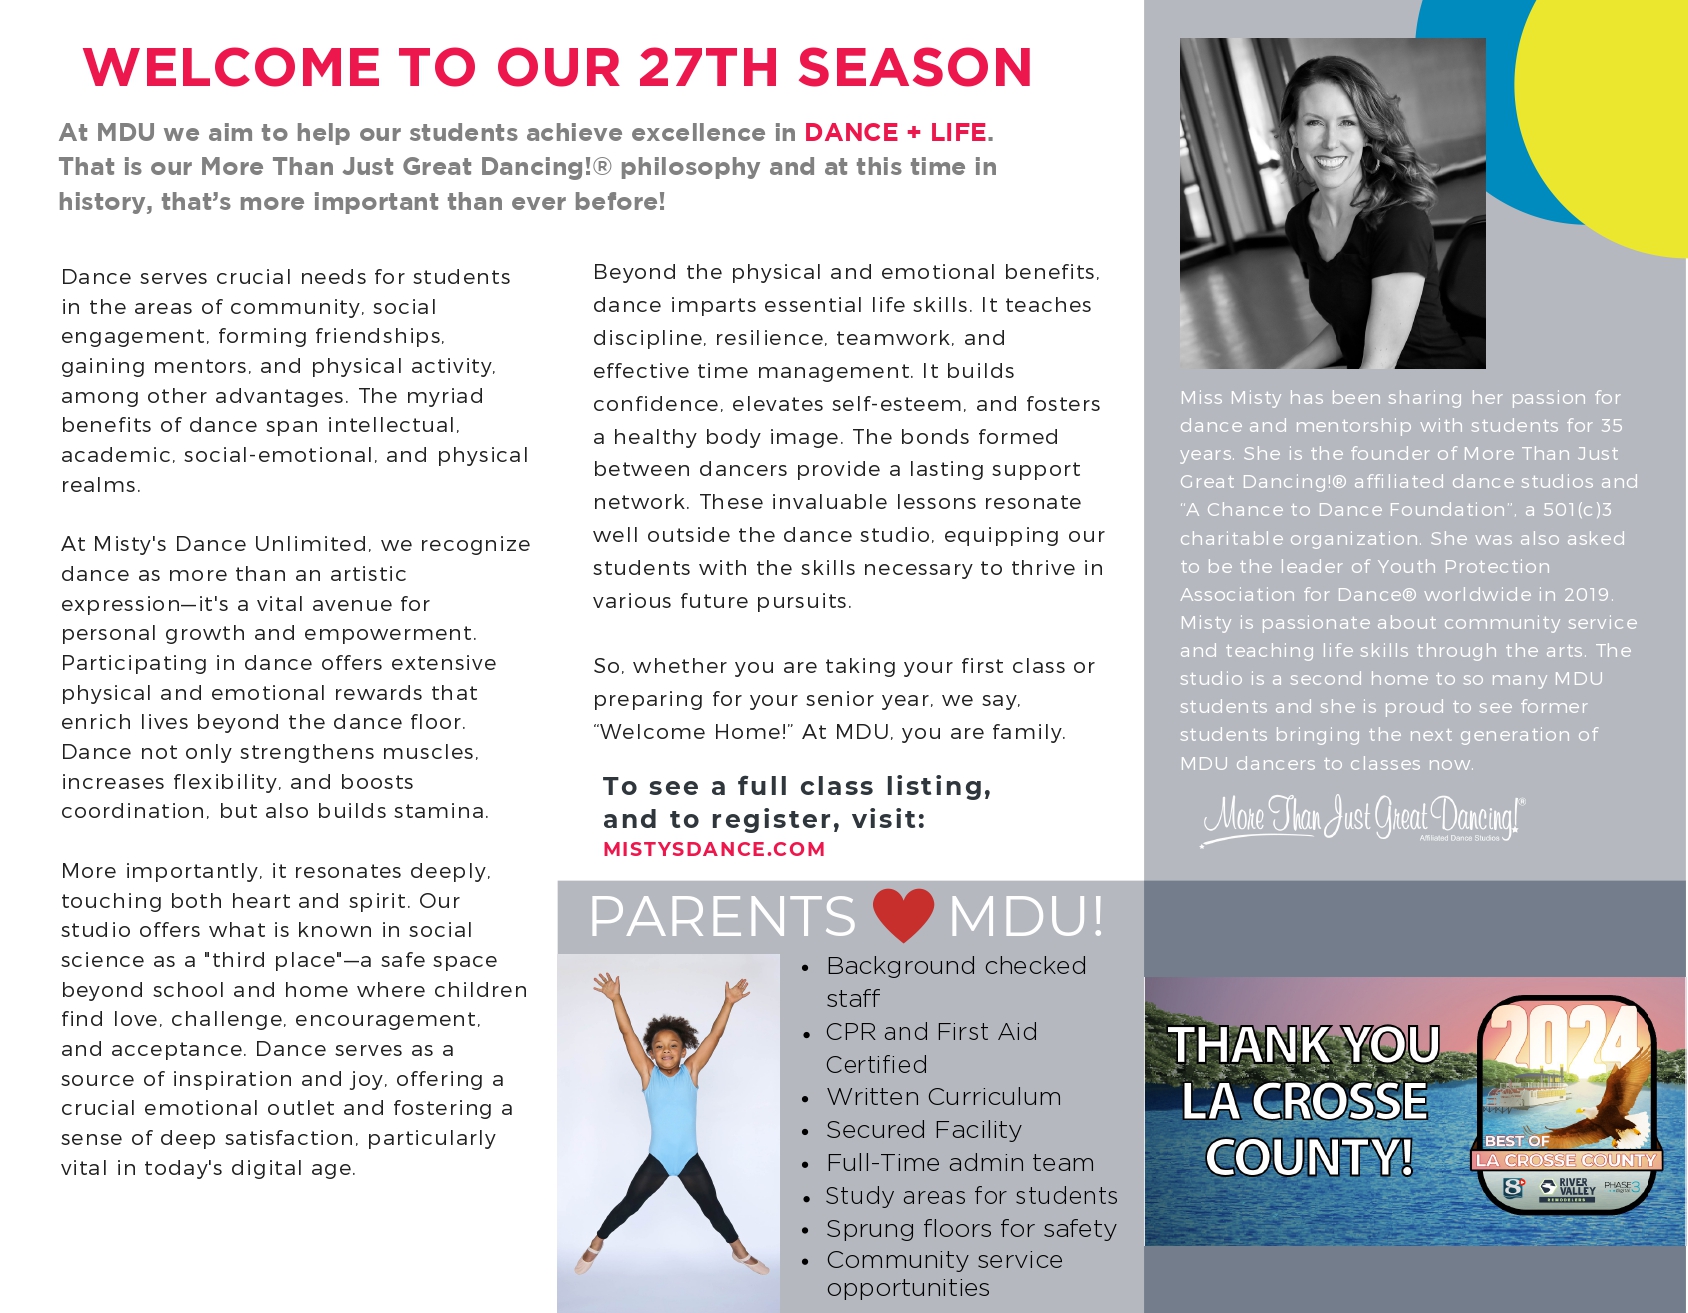 WELCOME TO OUR 27TH SEASON
At MDU we aim to help our students achieve excellence in DANCE + LIFE.
That is our More Than Just Great Dancing!® philosophy and at this time in
history, that’s more important than ever before!
Dance serves crucial needs for students
in the areas of community, social
engagement, forming friendships,
gaining mentors, and physical activity,
among other advantages. The myriad
benefits of dance span intellectual,
academic, social-emotional, and physical
realms.
At Misty's Dance Unlimited, we recognize
dance as more than an artistic
expression—it's a vital avenue for
personal growth and empowerment.
Participating in dance offers extensive
physical and emotional rewards that
enrich lives beyond the dance floor.
Dance not only strengthens muscles,
increases flexibility, and boosts
coordination, but also builds stamina.
More importantly, it resonates deeply,
touching both heart and spirit. Our
studio offers what is known in social
science as a "third place"—a safe space
beyond school and home where children
find love, challenge, encouragement,
and acceptance. Dance serves as a
source of inspiration and joy, offering a
crucial emotional outlet and fostering a
sense of deep satisfaction, particularly
vital in today's digital age.
Beyond the physical and emotional benefits,
dance imparts essential life skills. It teaches
discipline, resilience, teamwork, and
effective time management. It builds
confidence, elevates self-esteem, and fosters
a healthy body image. The bonds formed
between dancers provide a lasting support
network. These invaluable lessons resonate
well outside the dance studio, equipping our
students with the skills necessary to thrive in
various future pursuits.
So, whether you are taking your first class or
preparing for your senior year, we say,
“Welcome Home!” At MDU, you are family.
To see a full class listing,
and to register, visit:
MISTYSDANCE.COM
PARENTS MDU!
• Background checked
staff
• CPR and First Aid
Certified
• Written Curriculum
• Secured Facility
• Full-Time admin team
• Study areas for students
• Sprung floors for safety
• Community service
opportunities
Miss Misty has been sharing her passion for
dance and mentorship with students for 35
years. She is the founder of More Than Just
Great Dancing!® affiliated dance studios and
“A Chance to Dance Foundation”, a 501(c)3
charitable organization. She was also asked
to be the leader of Youth Protection
Association for Dance® worldwide in 2019.
Misty is passionate about community service
and teaching life skills through the arts. The
studio is a second home to so many MDU
students and she is proud to see former
students bringing the next generation of
MDU dancers to classes now.
More Than Just Great Dancing!®
Affiliated Dance Studios
THANK YOU
LA CROSSE
COUNTY!
2024
BEST OF
LA CROSSE COUNTY
8
RIVER
VALLEY
REMODELERS
PHASE 3
DIGITAL